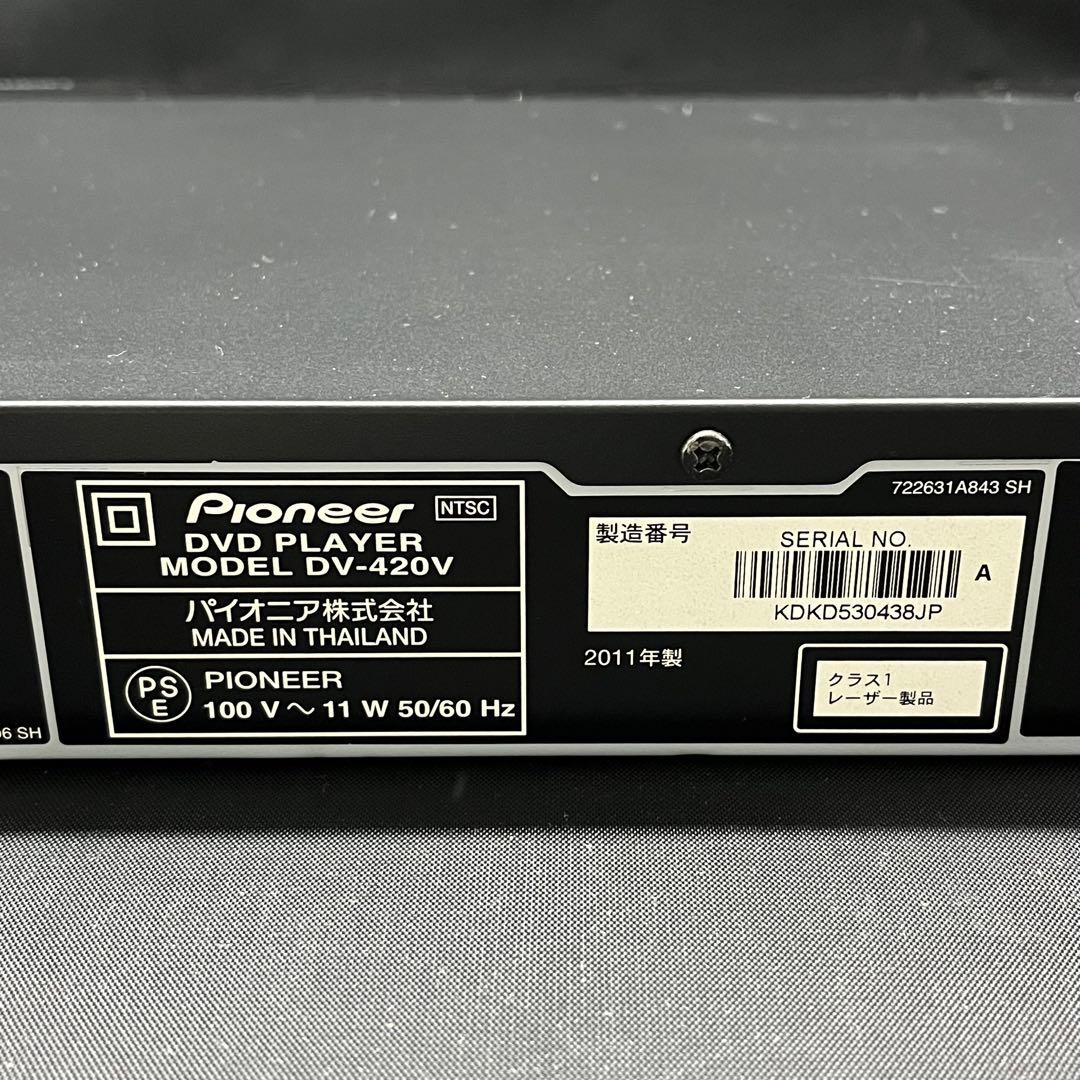 Pioneer NTSC
DVD PLAYER
MODEL DV-420V
パイオニア株式会社
MADE IN THAILAND
PS
E
PIONEER
100 V ～ 11 W 50/60 Hz
722631A843 SH
製造番号
SERIAL NO.
A
KDKD530438JP
2011年製
クラス1
レーザー製品
6 SH